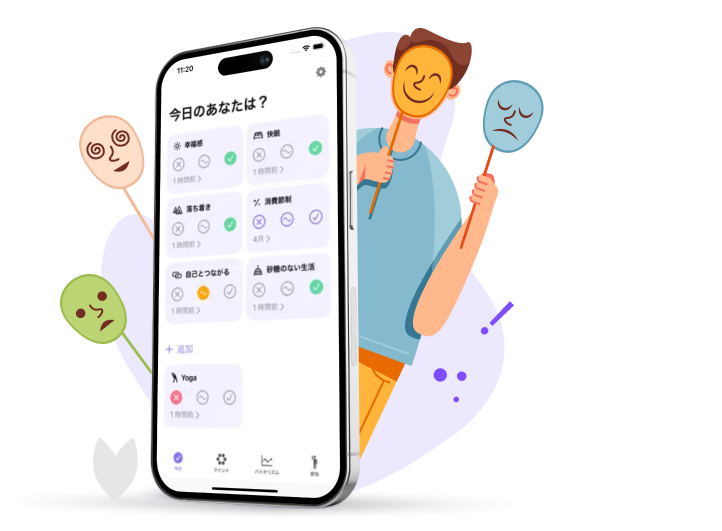 11:20
今日のあなたは？
幸福感
1時間前
快眠
1時間前
落ち着き
1時間前
消費節制
4月
自己とつながる
1時間前
砂糖のない生活
1時間前
+ 追加
Yoga
1時間前
今日
マインド
バイオリズム